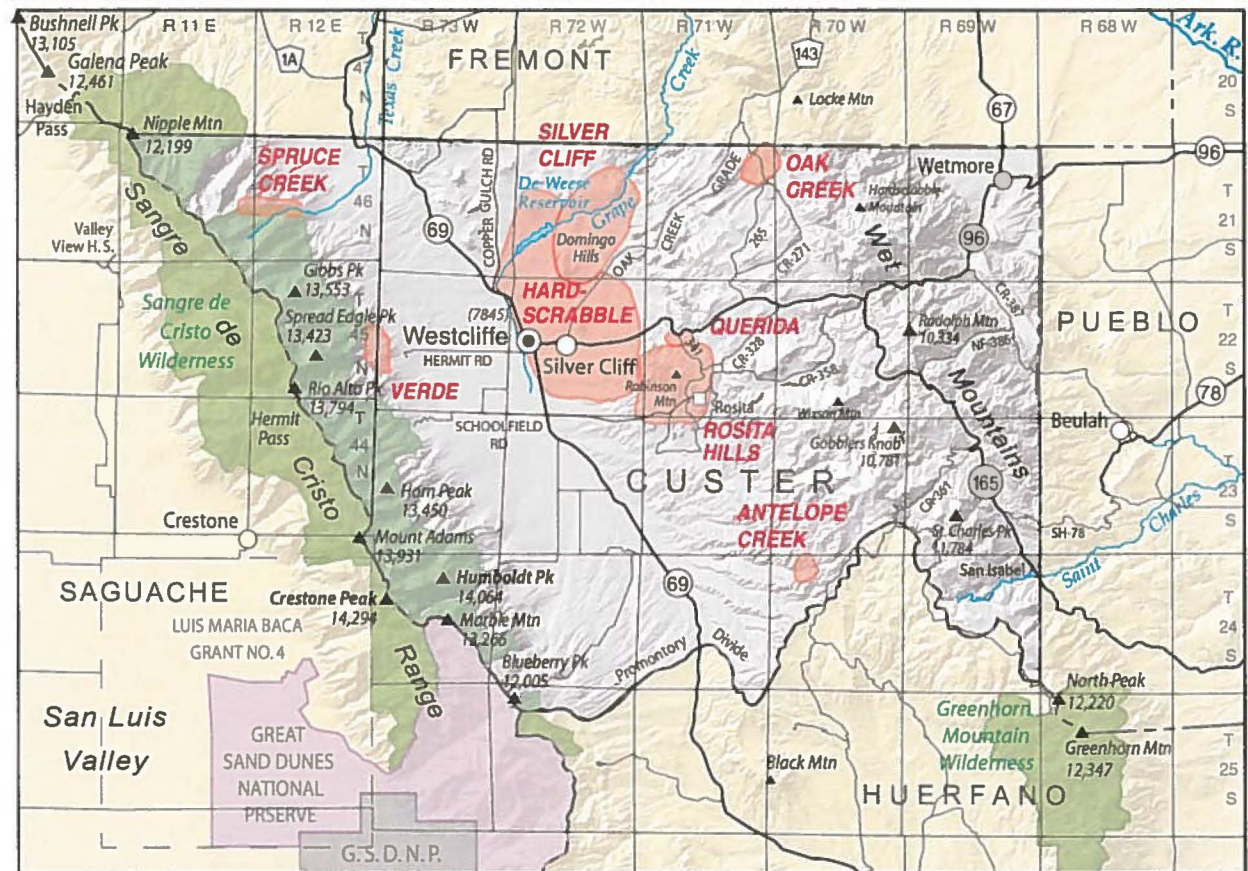 R 11 E
R 12 E
R 73 W
R 72 W
R 71 W
R 70 W
R 69 W
R 68 W
Bushnell Pk
13,105
Galena Peak
12,461
Hayden
Pass
Nipple Mtn
12,199
1A
T
47
N
Texas Creek
FREMONT
Creek
143
Locke Mtn
67
Ark. R.
20
S
96
SPRUCE
CREEK
COPPER GULCH RD
SILVER
CLIFF
De Weese
Reservoir
Grape
Domingo
Hills
OAK
CREEK
GRADE
OAK
CREEK
Hardscrabble
Mountain
Wetmore
T
21
S
T
46
N
69
265
CR-271
Wet
96
CR-387
Valley
View H.S.
Sangre
de
Cristo
Range
Gibbs Pk
13,553
Spread Eagle Pk
13,423
Sangre de
Cristo
Wilderness
T
45
N
HARD-
SCRABBLE
(7845)
Westcliffe
HERMIT RD
Silver Cliff
QUERIDA
341
CR-328
Radolph Mtn
10,334
NF-386
PUEBLO
T
22
S
Rio Alto Pk
13,794
VERDE
Robinson
Mtn
CR-358
Mountains
78
Hermit
Pass
T
44
N
SCHOOLFIELD
RD
Rosita
ROSITA
HILLS
Wixson Mtn
Gobblers Knob
10,781
Beulah
CUSTER
Horn Peak
13,450
165
CR-361
T
23
S
Crestone
Mount Adams
13,931
ANTELOPE
CREEK
St. Charles Pk
11,784
SH-78
Saint
Charles
San Isabel
SAGUACHE
Humboldt Pk
14,064
69
Crestone Peak
14,294
Marble Mtn
13,266
LUIS MARIA BACA
GRANT NO. 4
T
24
S
Promontory
Divide
Blueberry Pk
12,005
North Peak
12,220
San Luis
Valley
GREAT
SAND DUNES
NATIONAL
PRSERVE
Greenhorn
Mountain
Wilderness
Greenhorn Mtn
12,347
T
25
S
Black Mtn
HUERFANO
G.S.D.N.P.